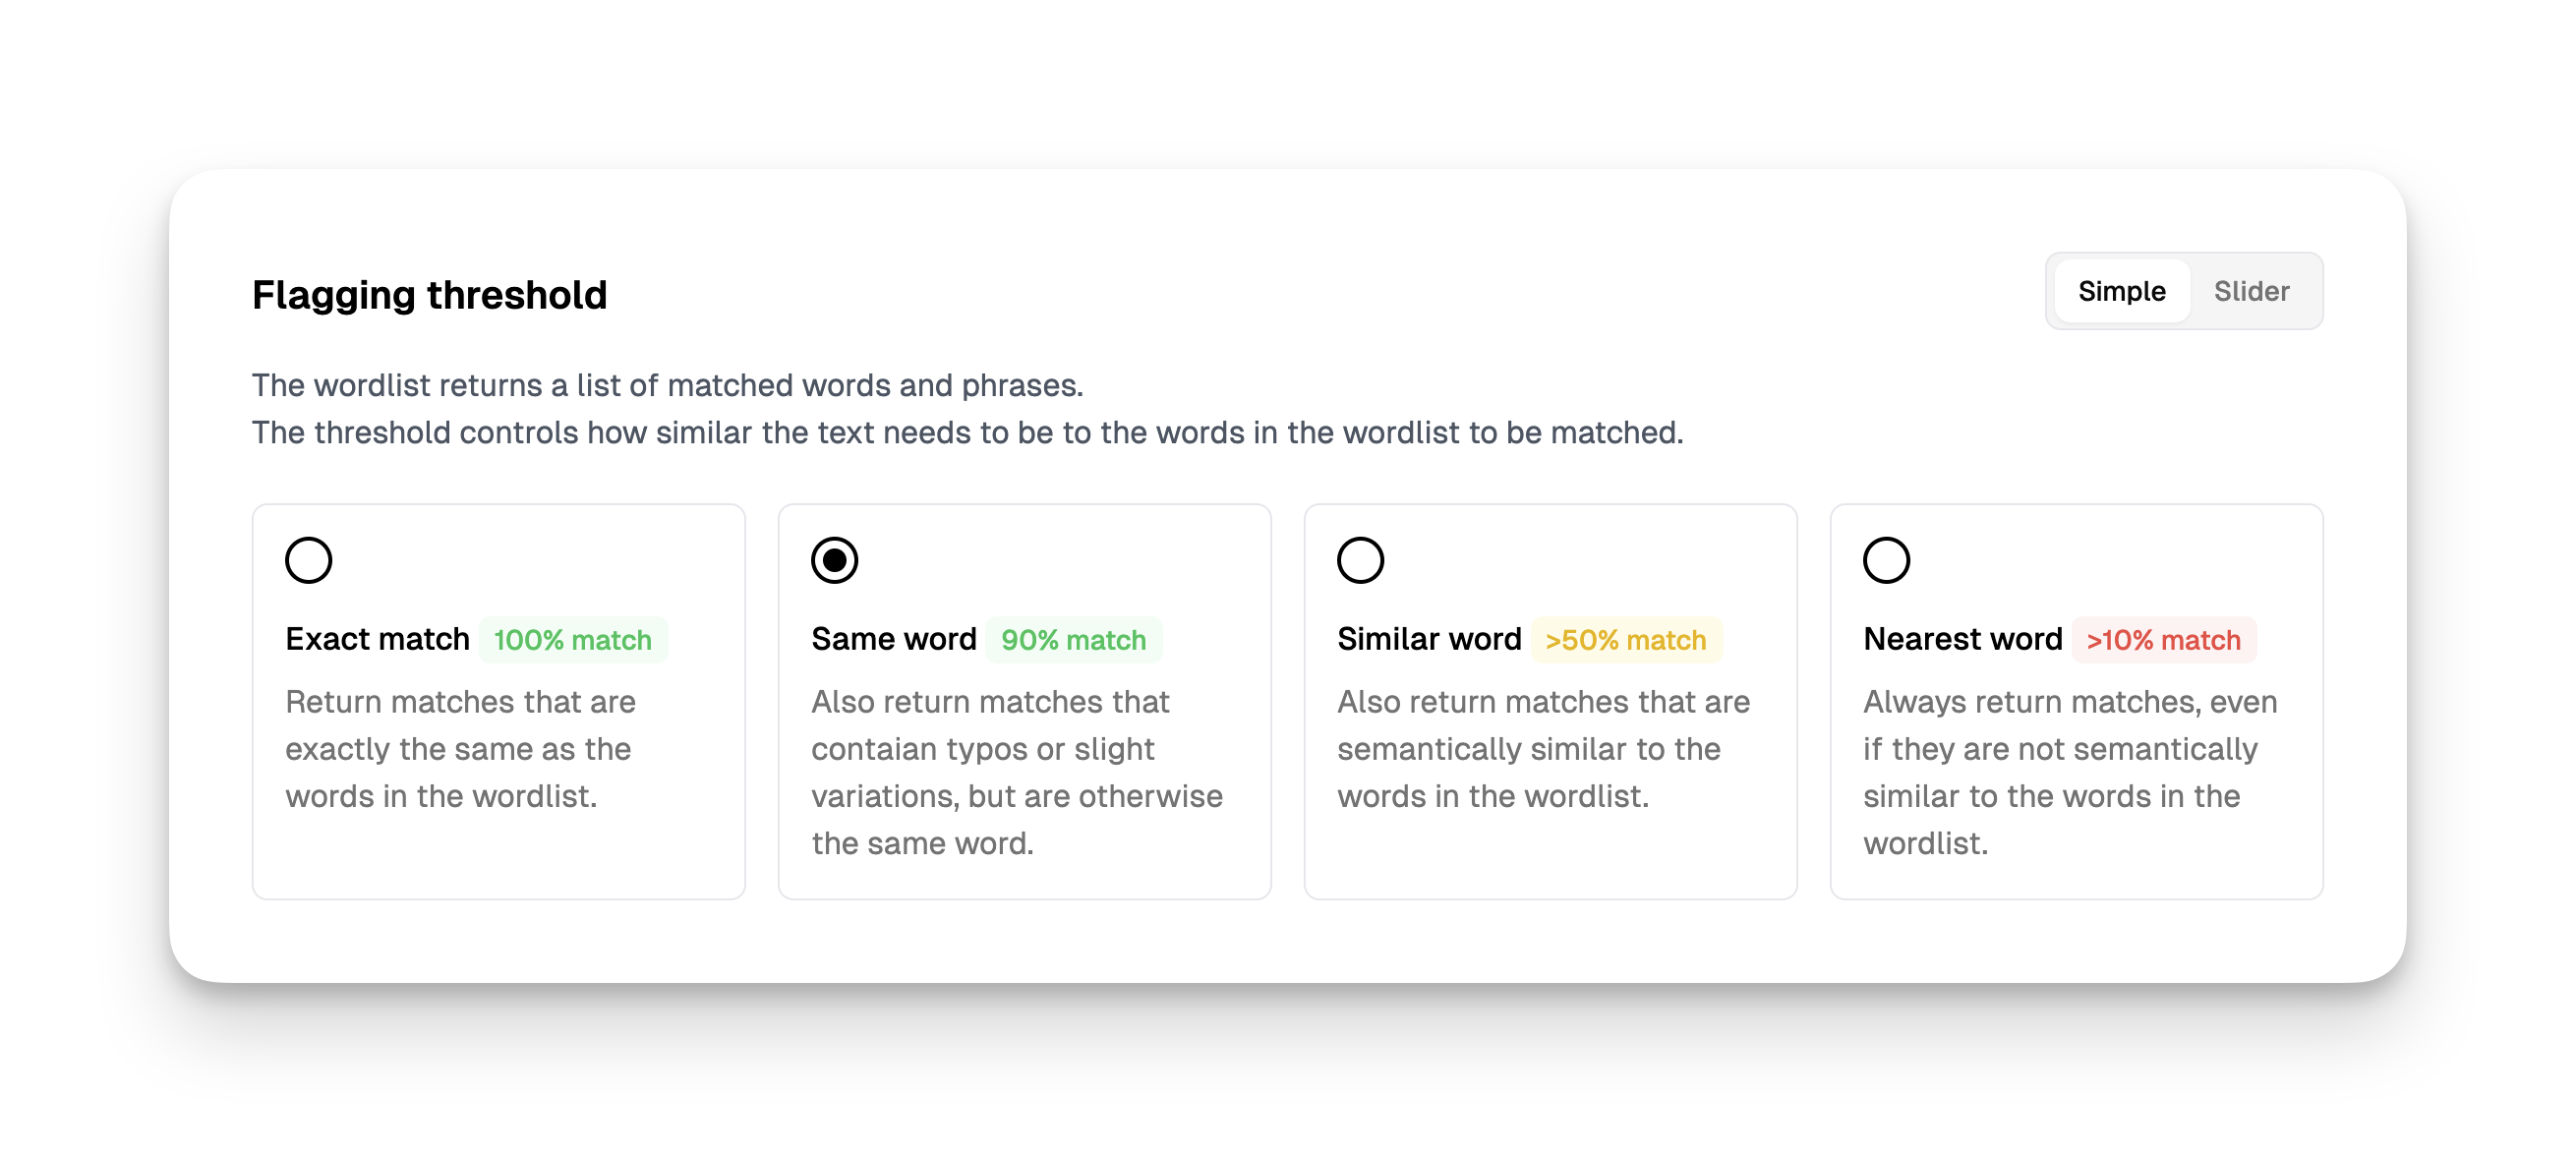 Flagging threshold
Simple
Slider
The wordlist returns a list of matched words and phrases.
The threshold controls how similar the text needs to be to the words in the wordlist to be matched.
Exact match 100% match
Return matches that are
exactly the same as the
words in the wordlist.
Same word 90% match
Also return matches that
contaian typos or slight
variations, but are otherwise
the same word.
Similar word >50% match
Also return matches that are
semantically similar to the
words in the wordlist.
Nearest word >10% match
Always return matches, even
if they are not semantically
similar to the words in the
wordlist.